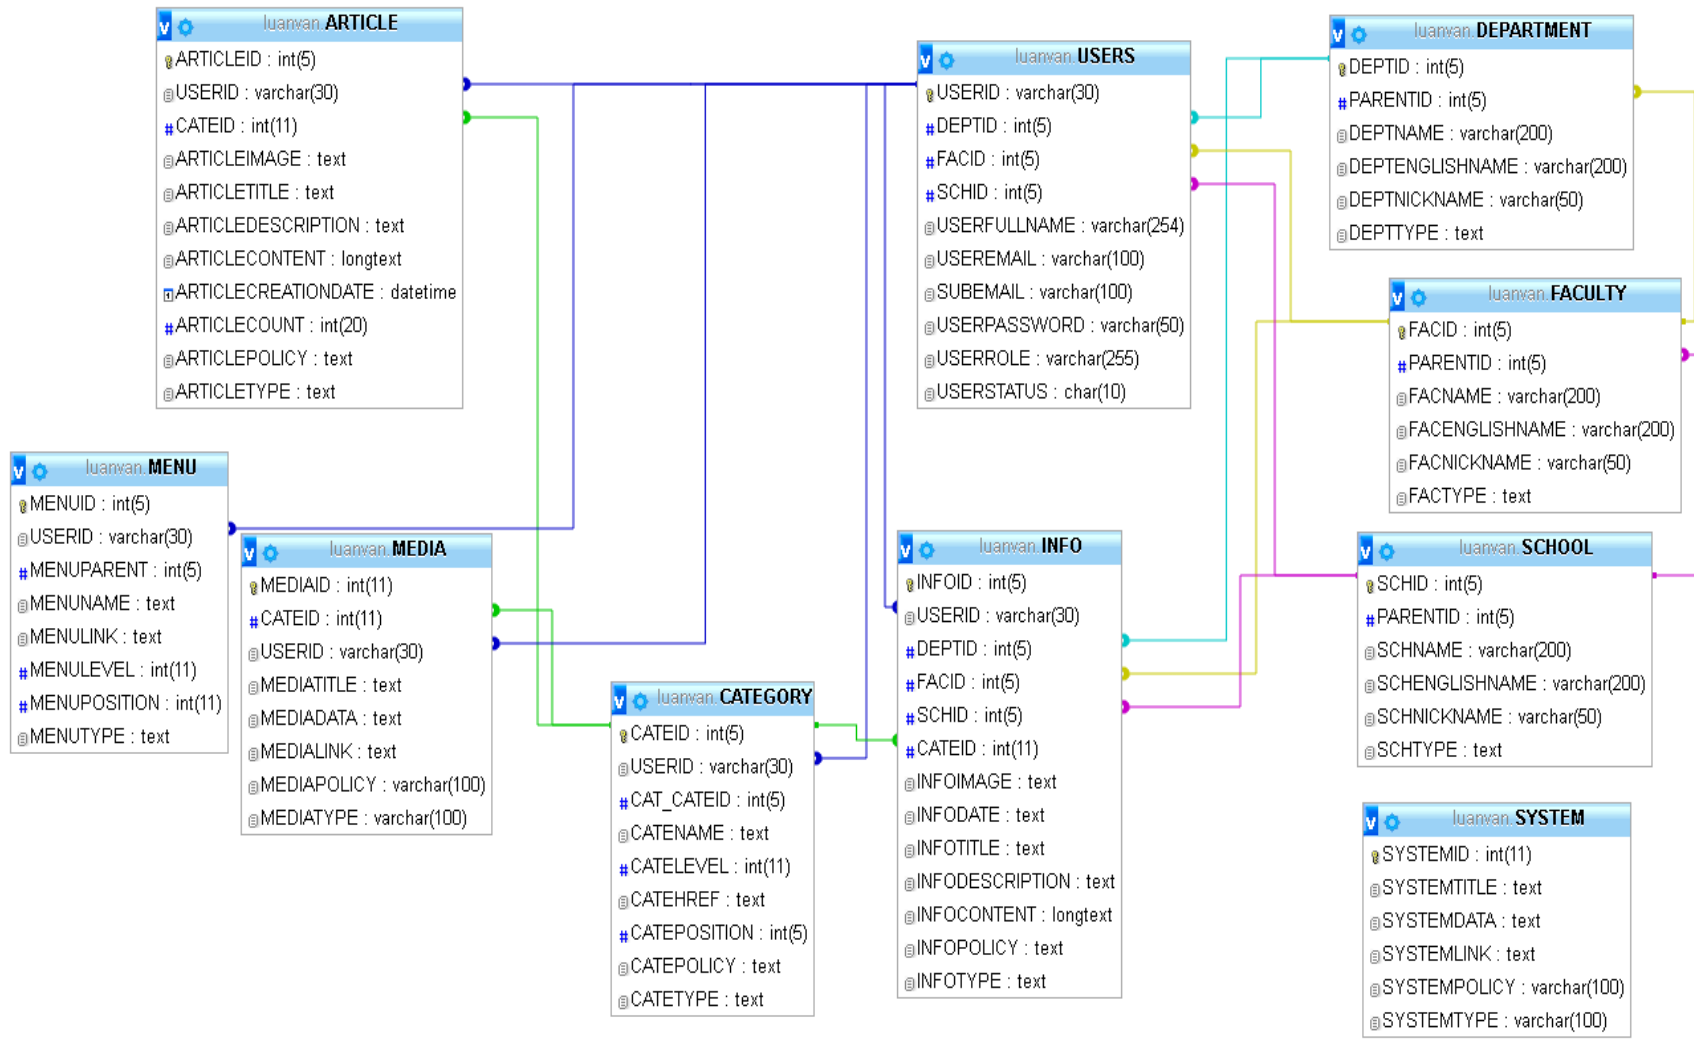 luanvan.ARTICLE
ARTICLEID : int(5)
USERID : varchar(30)
#CATEID : int(11)
ARTICLEIMAGE : text
ARTICLETITLE : text
ARTICLEDESCRIPTION : text
ARTICLECONTENT : longtext
ARTICLECREATIONDATE : datetime
#ARTICLECOUNT : int(20)
ARTICLEPOLICY : text
ARTICLETYPE : text
luanvan.USERS
USERID : varchar(30)
#DEPTID : int(5)
#FACID : int(5)
#SCHID : int(5)
USERFULLNAME : varchar(254)
USEREMAIL : varchar(100)
SUBEMAIL : varchar(100)
USERPASSWORD : varchar(50)
USERROLE : varchar(255)
USERSTATUS : char(10)
luanvan.DEPARTMENT
DEPTID : int(5)
#PARENTID : int(5)
DEPTNAME : varchar(200)
DEPTENGLISHNAME : varchar(200)
DEPTNICKNAME : varchar(50)
DEPTTYPE : text
luanvan.FACULTY
FACID : int(5)
#PARENTID : int(5)
FACNAME : varchar(200)
FACENGLISHNAME : varchar(200)
FACNICKNAME : varchar(50)
FACTYPE : text
luanvan.MENU
MENUID : int(5)
USERID : varchar(30)
#MENUPARENT : int(5)
MENUNAME : text
MENULINK : text
#MENULEVEL : int(11)
#MENUPOSITION : int(11)
MENUTYPE : text
luanvan.MEDIA
MEDIAID : int(11)
#CATEID : int(11)
USERID : varchar(30)
MEDIATITLE : text
MEDIADATA : text
MEDIALINK : text
MEDIAPOLICY : varchar(100)
MEDIATYPE : varchar(100)
luanvan.CATEGORY
CATEID : int(5)
USERID : varchar(30)
#CAT_CATEID : int(5)
CATENAME : text
#CATELEVEL : int(11)
CATEHREF : text
#CATEPOSITION : int(5)
CATEPOLICY : text
CATETYPE : text
luanvan.INFO
INFOID : int(5)
USERID : varchar(30)
#DEPTID : int(5)
#FACID : int(5)
#SCHID : int(5)
#CATEID : int(11)
INFOIMAGE : text
INFODATE : text
INFOTITLE : text
INFODESCRIPTION : text
INFOCONTENT : longtext
INFOPOLICY : text
INFOTYPE : text
luanvan.SCHOOL
SCHID : int(5)
#PARENTID : int(5)
SCHNAME : varchar(200)
SCHENGLISHNAME : varchar(200)
SCHNICKNAME : varchar(50)
SCHTYPE : text
luanvan.SYSTEM
SYSTEMID : int(11)
SYSTEMTITLE : text
SYSTEMDATA : text
SYSTEMLINK : text
SYSTEMPOLICY : varchar(100)
SYSTEMTYPE : varchar(100)